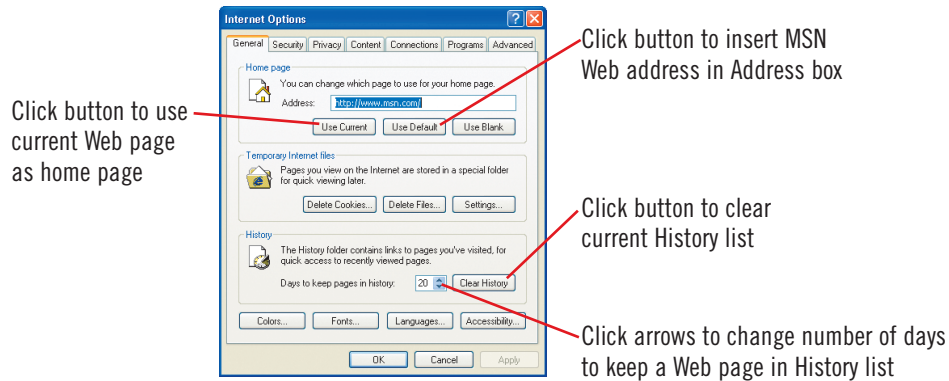 Internet Options
General Security Privacy Content Connections Programs Advanced
Home page
You can change which page to use for your home page.
Address: http://www.msn.com/
Use Current Use Default Use Blank
Temporary Internet files
Pages you view on the Internet are stored in a special folder
for quick viewing later.
Delete Cookies... Delete Files... Settings...
History
The History folder contains links to pages you've visited, for
quick access to recently viewed pages.
Days to keep pages in history: 20 Clear History
Colors... Fonts... Languages... Accessibility...
OK Cancel Apply
Click button to use
current Web page
as home page
Click button to insert MSN
Web address in Address box
Click button to clear
current History list
Click arrows to change number of days
to keep a Web page in History list